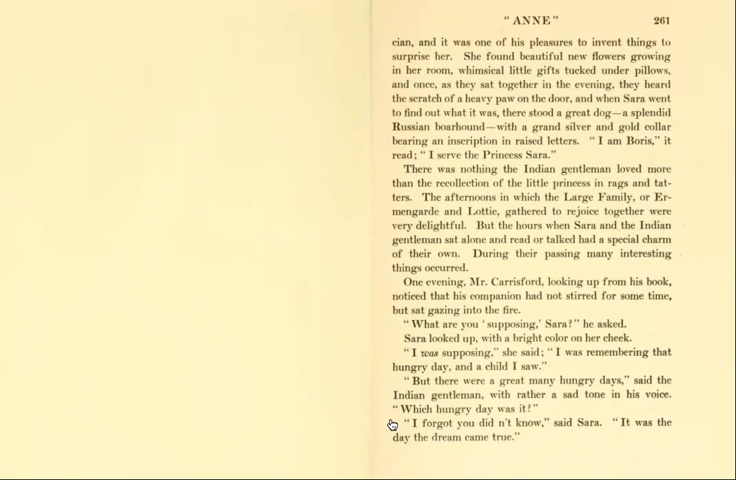 "ANNE" 261
cian, and it was one of his pleasures to invent things to
surprise her. She found beautiful new flowers growing
in her room, whimsical little gifts tucked under pillows,
and once, as they sat together in the evening, they heard
the scratch of a heavy paw on the door, and when Sara went
to find out what it was, there stood a great dog—a splendid
Russian boarhound—with a grand silver and gold collar
bearing an inscription in raised letters. "I am Boris," it
read; "I serve the Princess Sara."
There was nothing the Indian gentleman loved more
than the recollection of the little princess in rags and tat-
ters. The afternoons in which the Large Family, or Er-
mengarde and Lottie, gathered to rejoice together were
very delightful. But the hours when Sara and the Indian
gentleman sat alone and read or talked had a special charm
of their own. During their passing many interesting
things occurred.
One evening, Mr. Carrisford, looking up from his book,
noticed that his companion had not stirred for some time,
but sat gazing into the fire.
"What are you 'supposing,' Sara?" he asked.
Sara looked up, with a bright color on her cheek.
"I was supposing," she said; "I was remembering that
hungry day, and a child I saw."
"But there were a great many hungry days," said the
Indian gentleman, with rather a sad tone in his voice.
"Which hungry day was it?"
"I forgot you did n't know," said Sara. "It was the
day the dream came true."